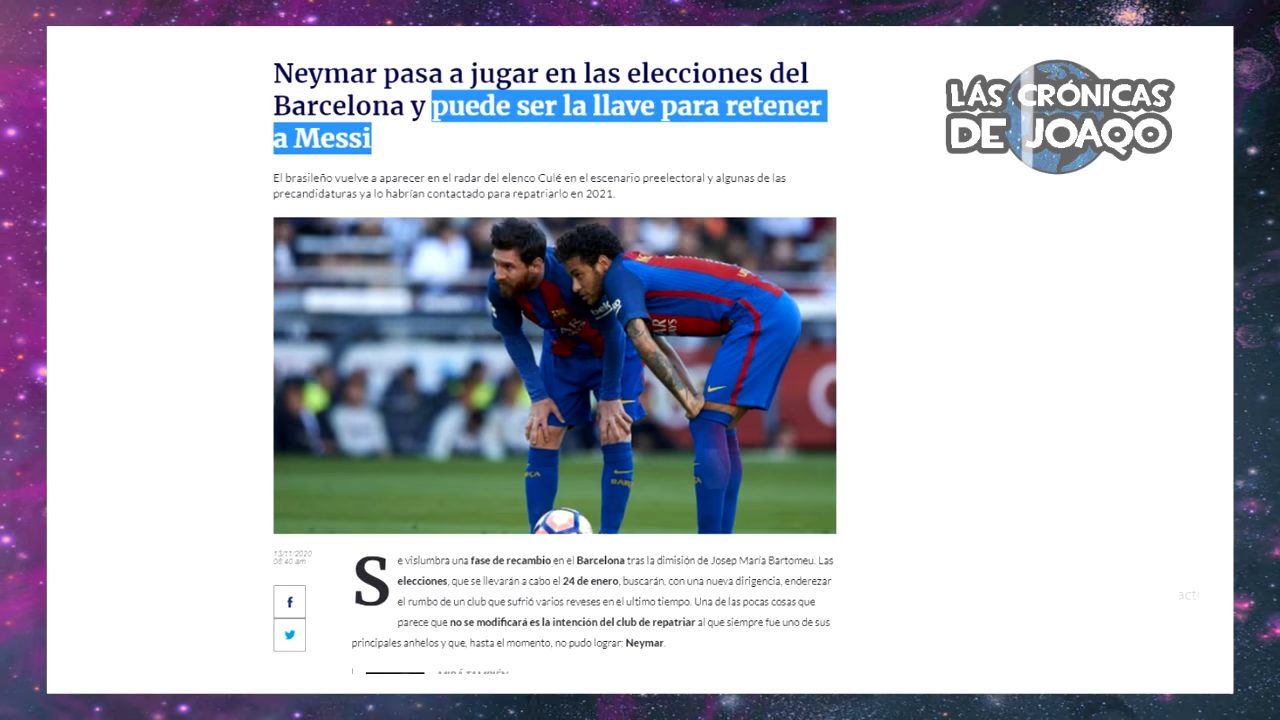 Neymar pasa a jugar en las elecciones del
Barcelona y puede ser la llave para retener
a Messi
LAS CRÓNICAS
DE JOAQO
El brasileño vuelve a aparecer en el radar del elenco Culé en el escenario preelectoral y algunas de las
precandidaturas ya lo habrían contactado para repatriarlo en 2021.
13/11/2020
06:40 am
Se vislumbra una fase de recambio en el Barcelona tras la dimisión de Josep María Bartomeu. Las
elecciones, que se llevarán a cabo el 24 de enero, buscarán, con una nueva dirigencia, enderezar
el rumbo de un club que sufrió varios reveses en el ultimo tiempo. Una de las pocas cosas que
parece que no se modificará es la intención del club de repatriar al que siempre fue uno de sus
principales anhelos y que, hasta el momento, no pudo lograr: Neymar.
MIRÁ TAMBIÉN
acti